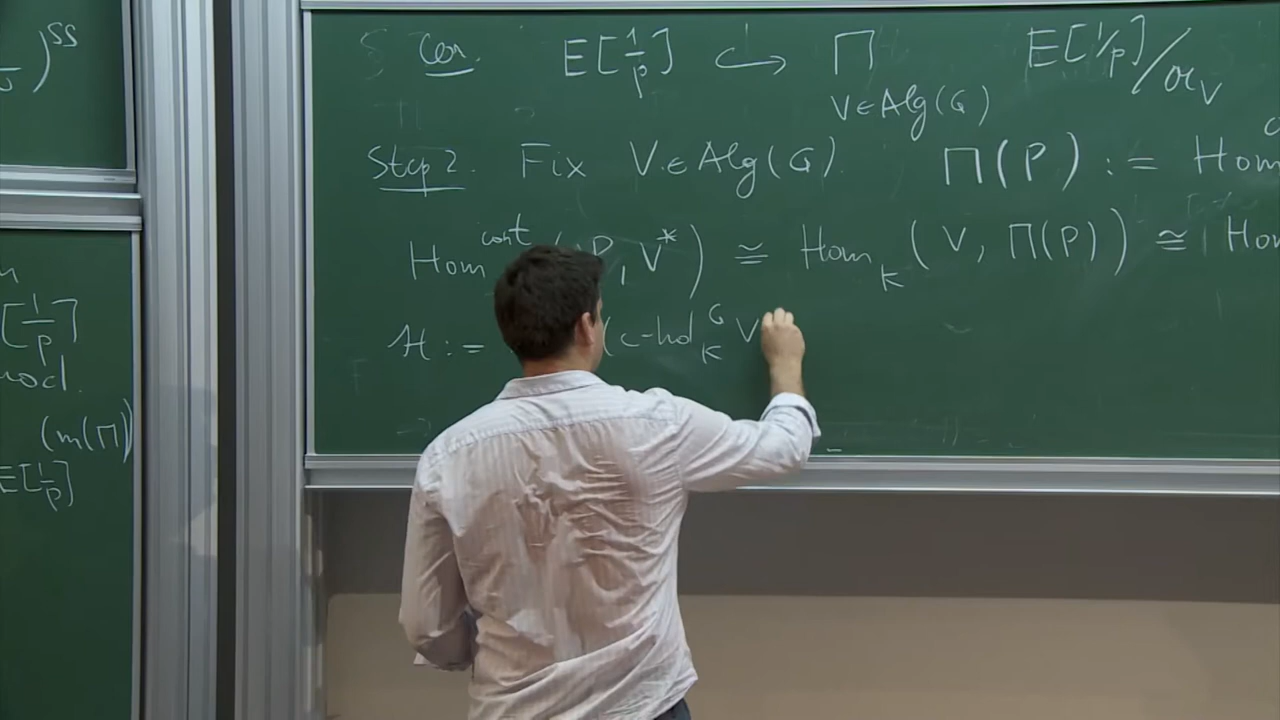 )^{ss}
Cor. E[1/p] ↪ ∏_{V∈Alg(G)} E[1/p]/𝔞_V
Step 2. Fix V∈Alg(G). Π(P) := Hom
Hom^{cont} (P, V^*) ≅ Hom_K (V, Π(P)) ≅ Hom
ℋ := (c-Ind_K^G V
[1/p]
mod.
(m(Π)
E[1/p]